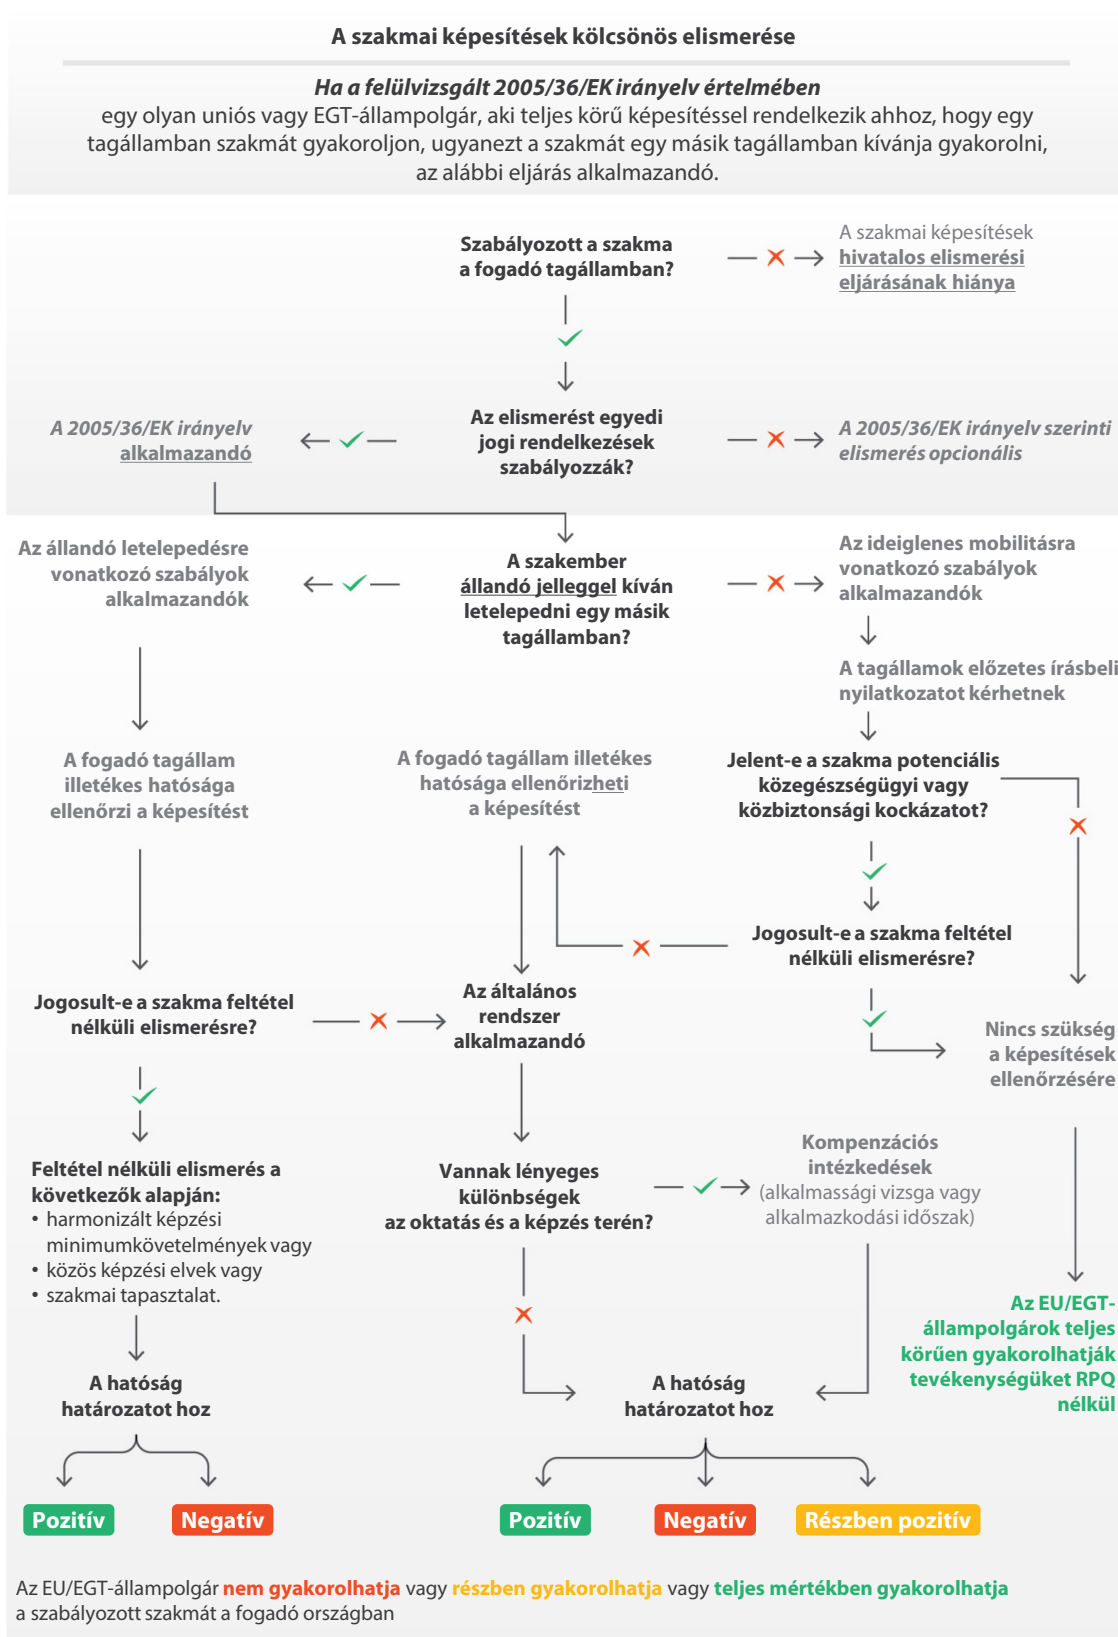 A szakmai képesítések kölcsönös elismerése
Ha a felülvizsgált 2005/36/EK irányelv értelmében
egy olyan uniós vagy EGT-állampolgár, aki teljes körű képesítéssel rendelkezik ahhoz, hogy egy
tagállamban szakmát gyakoroljon, ugyanezt a szakmát egy másik tagállamban kívánja gyakorolni,
az alábbi eljárás alkalmazandó.
Szabályozott a szakma
a fogadó tagállamban?
A szakmai képesítések
hivatalos elismerési
eljárásának hiánya
Az elismerést egyedi
jogi rendelkezések
szabályozzák?
A 2005/36/EK irányelv
alkalmazandó
A 2005/36/EK irányelv szerinti
elismerés opcionális
Az állandó letelepedésre
vonatkozó szabályok
alkalmazandók
A szakember
állandó jelleggel kíván
letelepedni egy másik
tagállamban?
Az ideiglenes mobilitásra
vonatkozó szabályok
alkalmazandók
A tagállamok előzetes írásbeli
nyilatkozatot kérhetnek
A fogadó tagállam
illetékes hatósága
ellenőrzi a képesítést
A fogadó tagállam illetékes
hatósága ellenőrizheti
a képesítést
Jelent-e a szakma potenciális
közegészségügyi vagy
közbiztonsági kockázatot?
Jogosult-e a szakma feltétel
nélküli elismerésre?
Jogosult-e a szakma feltétel
nélküli elismerésre?
Az általános
rendszer
alkalmazandó
Nincs szükség
a képesítések
ellenőrzésére
Feltétel nélküli elismerés a
következők alapján:
• harmonizált képzési
minimumkövetelmények vagy
• közös képzési elvek vagy
• szakmai tapasztalat.
Vannak lényeges
különbségek
az oktatás és a képzés terén?
Kompenzációs
intézkedések
(alkalmassági vizsga vagy
alkalmazkodási időszak)
Az EU/EGT-
állampolgárok teljes
körűen gyakorolhatják
tevékenységüket RPQ
nélkül
A hatóság
határozatot hoz
A hatóság
határozatot hoz
Pozitív
Negatív
Pozitív
Negatív
Részben pozitív
Az EU/EGT-állampolgár nem gyakorolhatja vagy részben gyakorolhatja vagy teljes mértékben gyakorolhatja
a szabályozott szakmát a fogadó országban